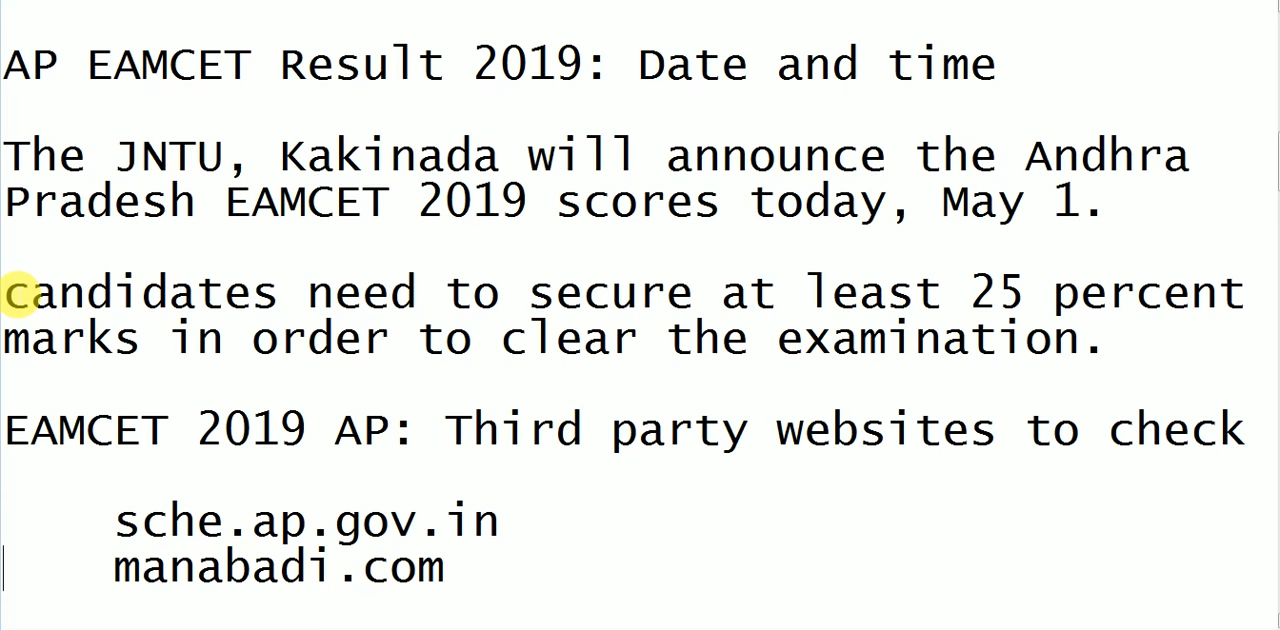 AP EAMCET Result 2019: Date and time
The JNTU, Kakinada will announce the Andhra
Pradesh EAMCET 2019 scores today, May 1.
candidates need to secure at least 25 percent
marks in order to clear the examination.
EAMCET 2019 AP: Third party websites to check
sche.ap.gov.in
manabadi.com